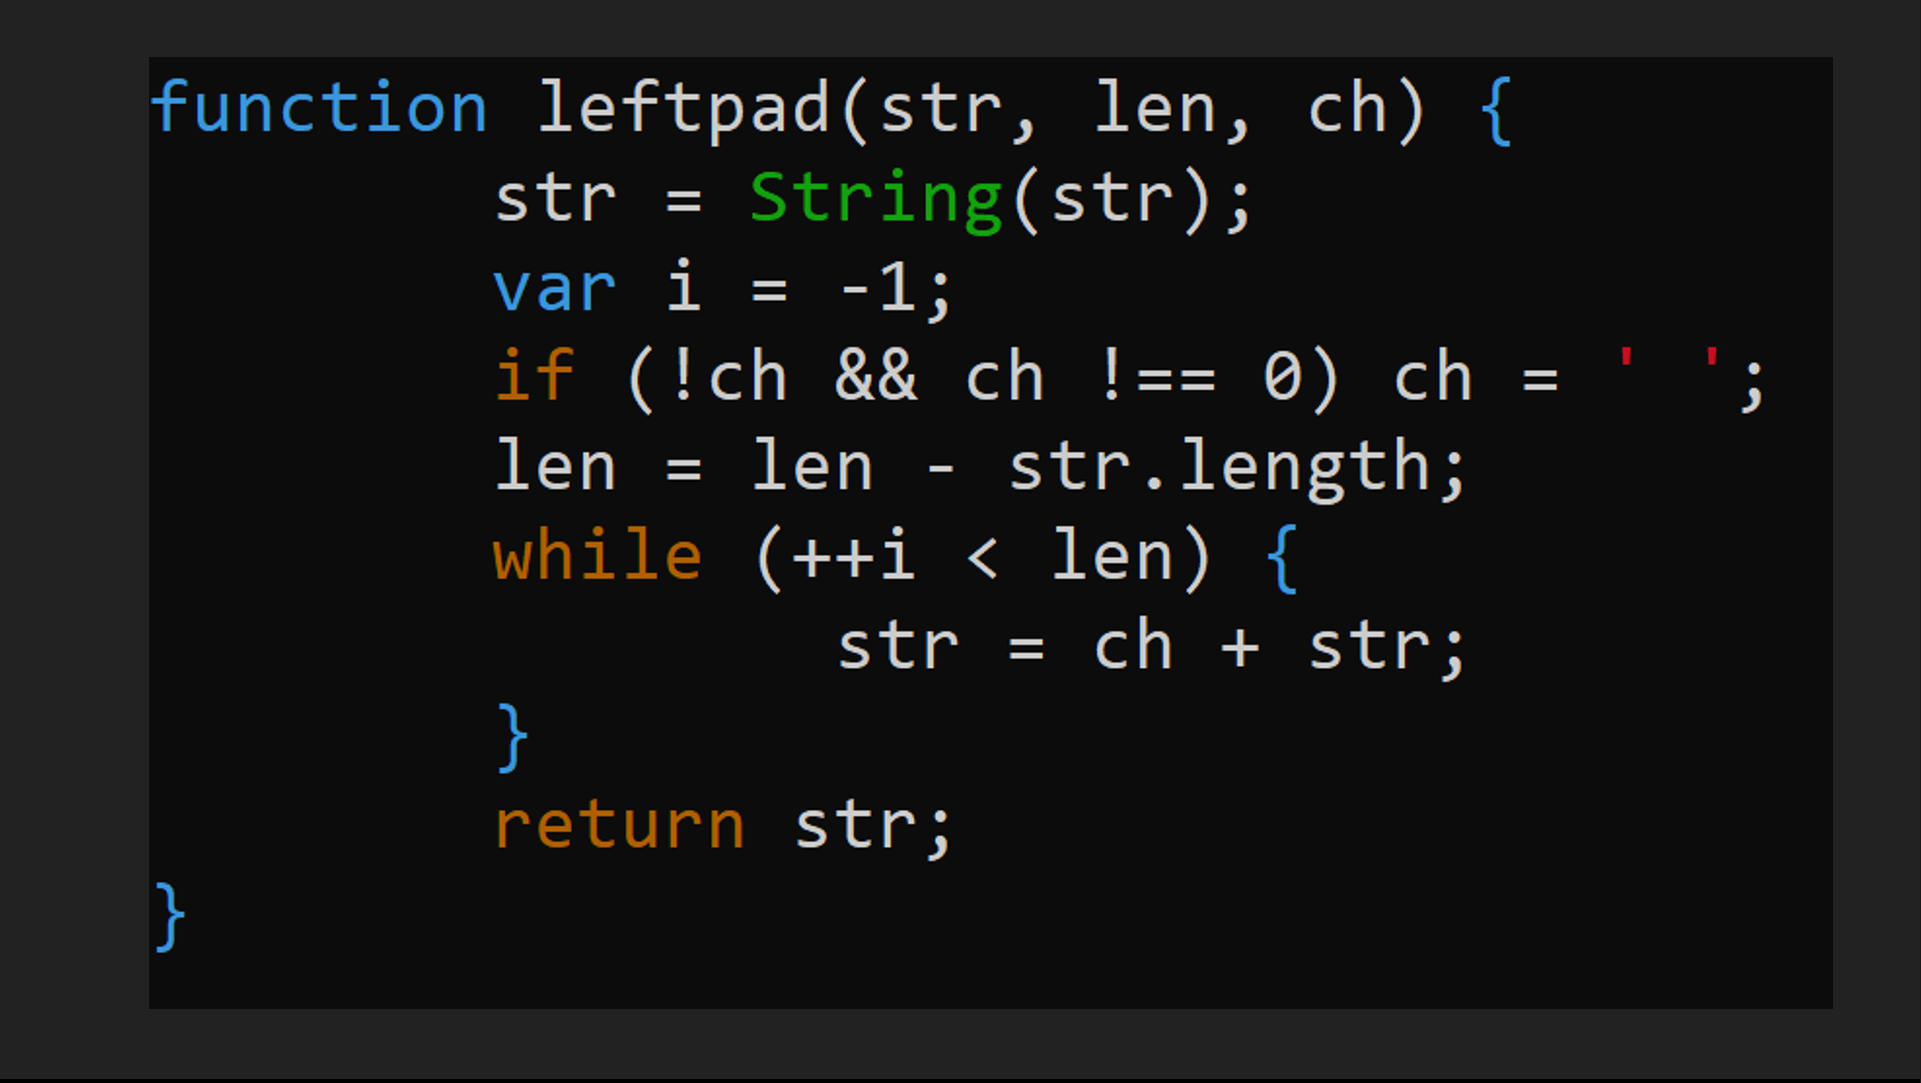 function leftpad(str, len, ch) {
        str = String(str);
        var i = -1;
        if (!ch && ch !== 0) ch = ' ';
        len = len - str.length;
        while (++i < len) {
                str = ch + str;
        }
        return str;
}